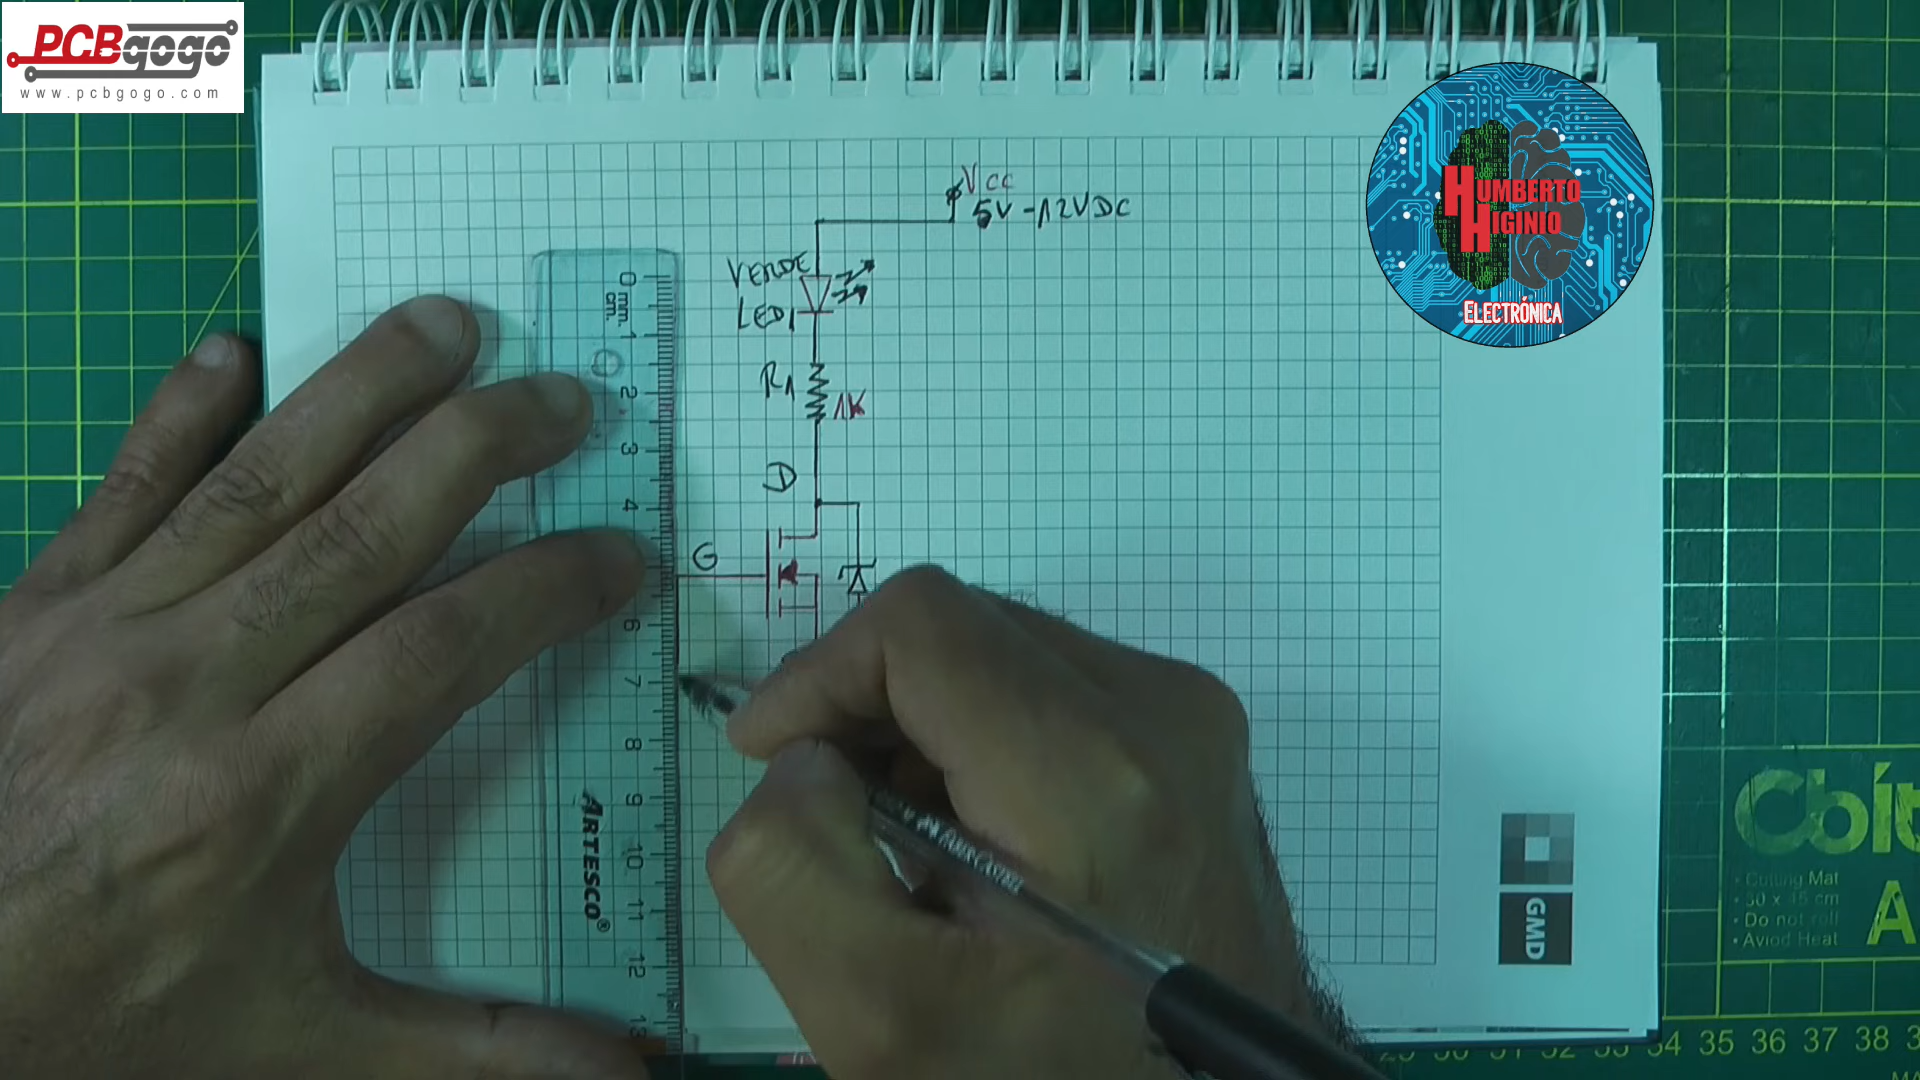 PCBgogo
www.pcbgogo.com
HUMBERTO
HIGINIO
ELECTRÓNICA
VCC
5V-12VDC
VERDE
LED1
R1
1K
D
G
0
mm.
cm.
1
2
3
4
6
7
8
9
10
11
12
13
ARTESCO®
GMD
Cutting Mat
30 x 45 cm
Do not roll
Aviod Heat
A
34 35 36 37 38